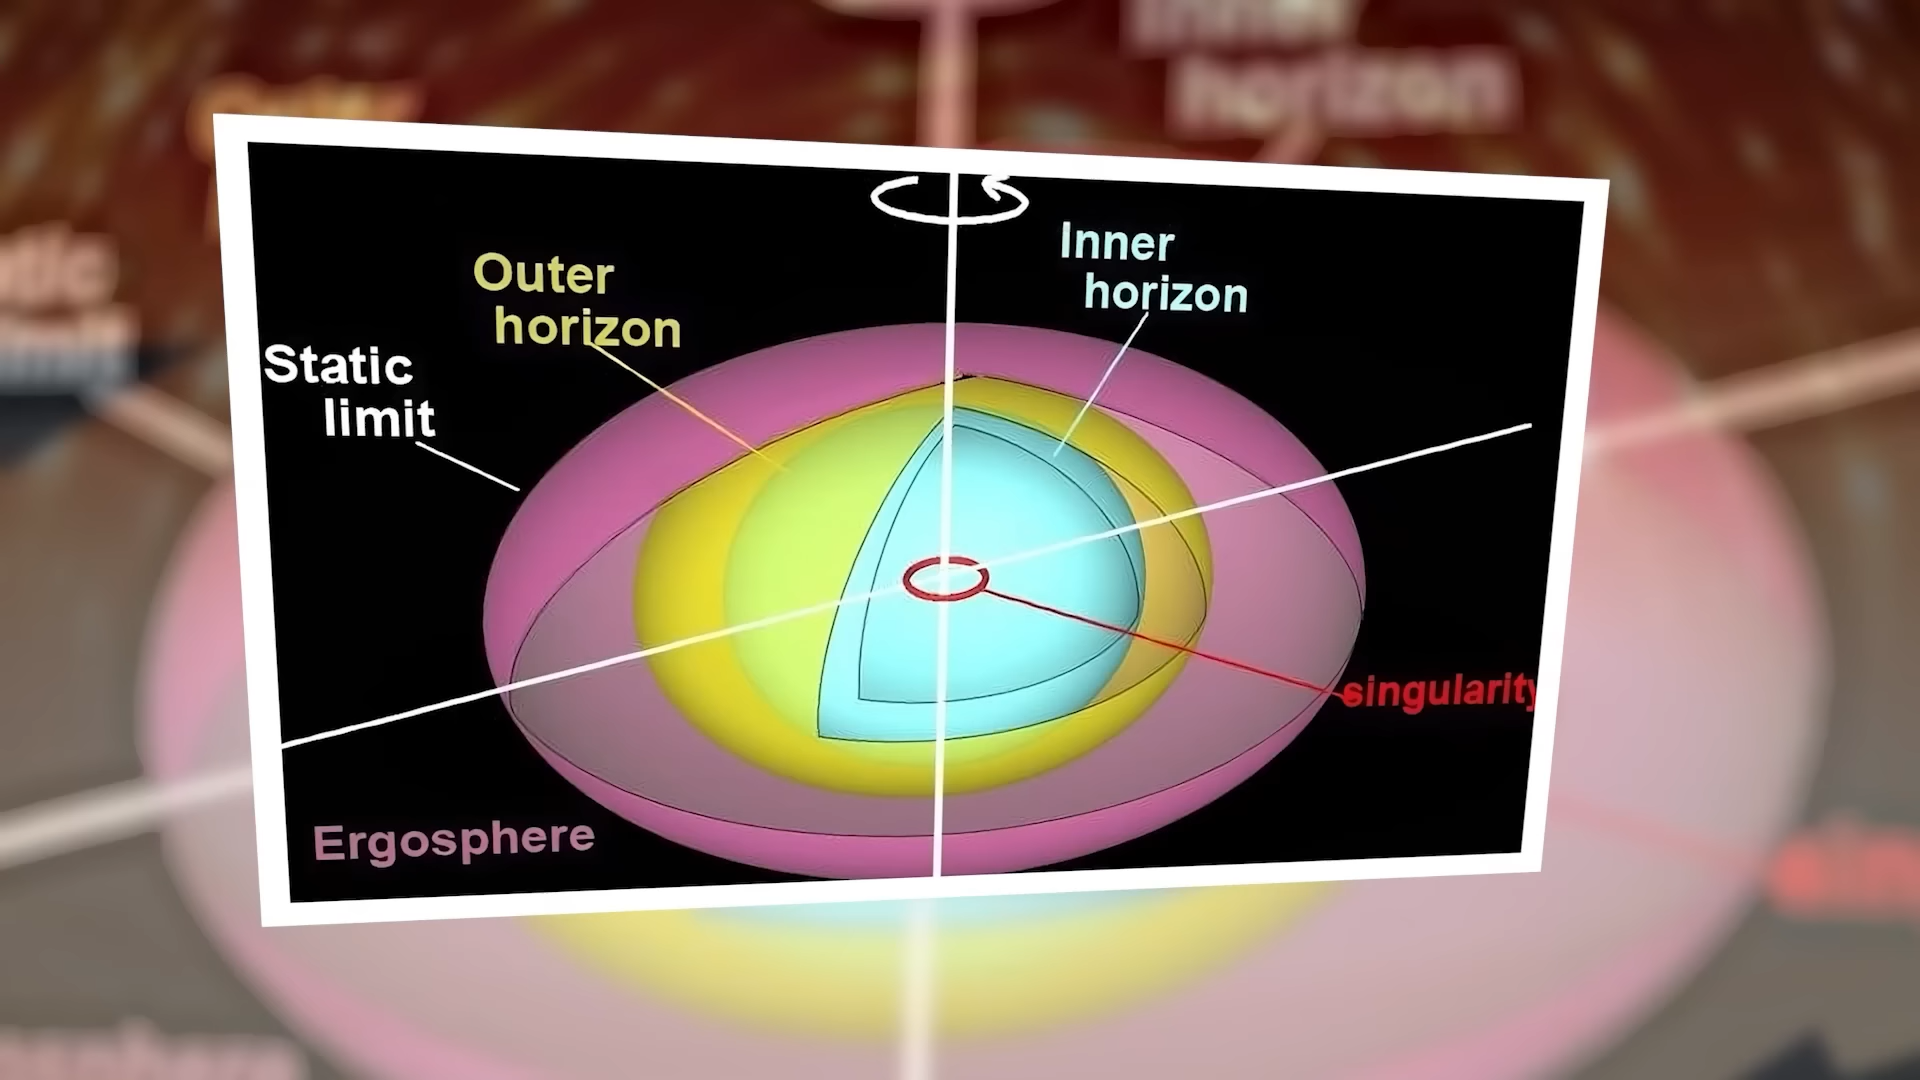 Inner
horizon
Outer
horizon
Static
limit
singularity
Ergosphere